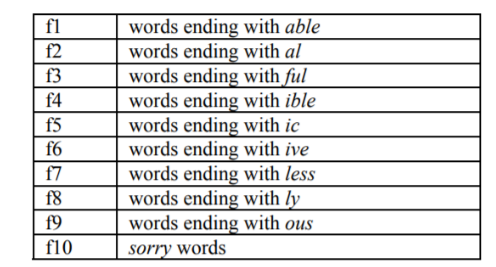 f1 words ending with able
f2 words ending with al
f3 words ending with ful
f4 words ending with ible
f5 words ending with ic
f6 words ending with ive
f7 words ending with less
f8 words ending with ly
f9 words ending with ous
f10 sorry words